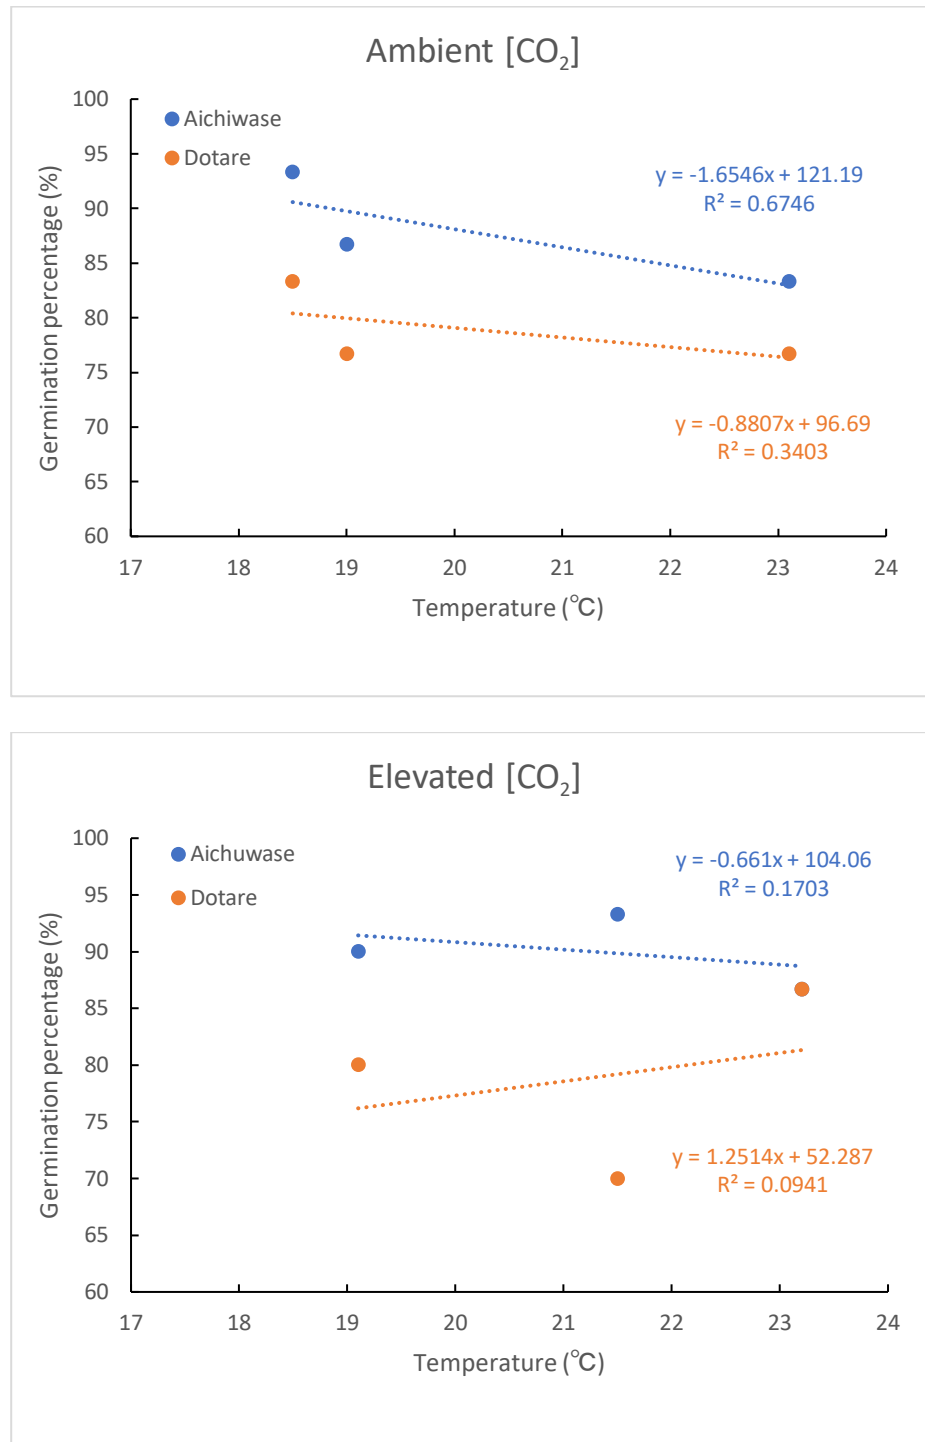 Ambient [CO₂]
100
95
90
85
80
75
70
65
60
Germination percentage (%)
Aichiwase
Dotare
y = -1.6546x + 121.19
R² = 0.6746
y = -0.8807x + 96.69
R² = 0.3403
17 18 19 20 21 22 23 24
Temperature (℃)
Elevated [CO₂]
100
95
90
85
80
75
70
65
60
Germination percentage (%)
Aichuwase
Dotare
y = -0.661x + 104.06
R² = 0.1703
y = 1.2514x + 52.287
R² = 0.0941
17 18 19 20 21 22 23 24
Temperature (℃)